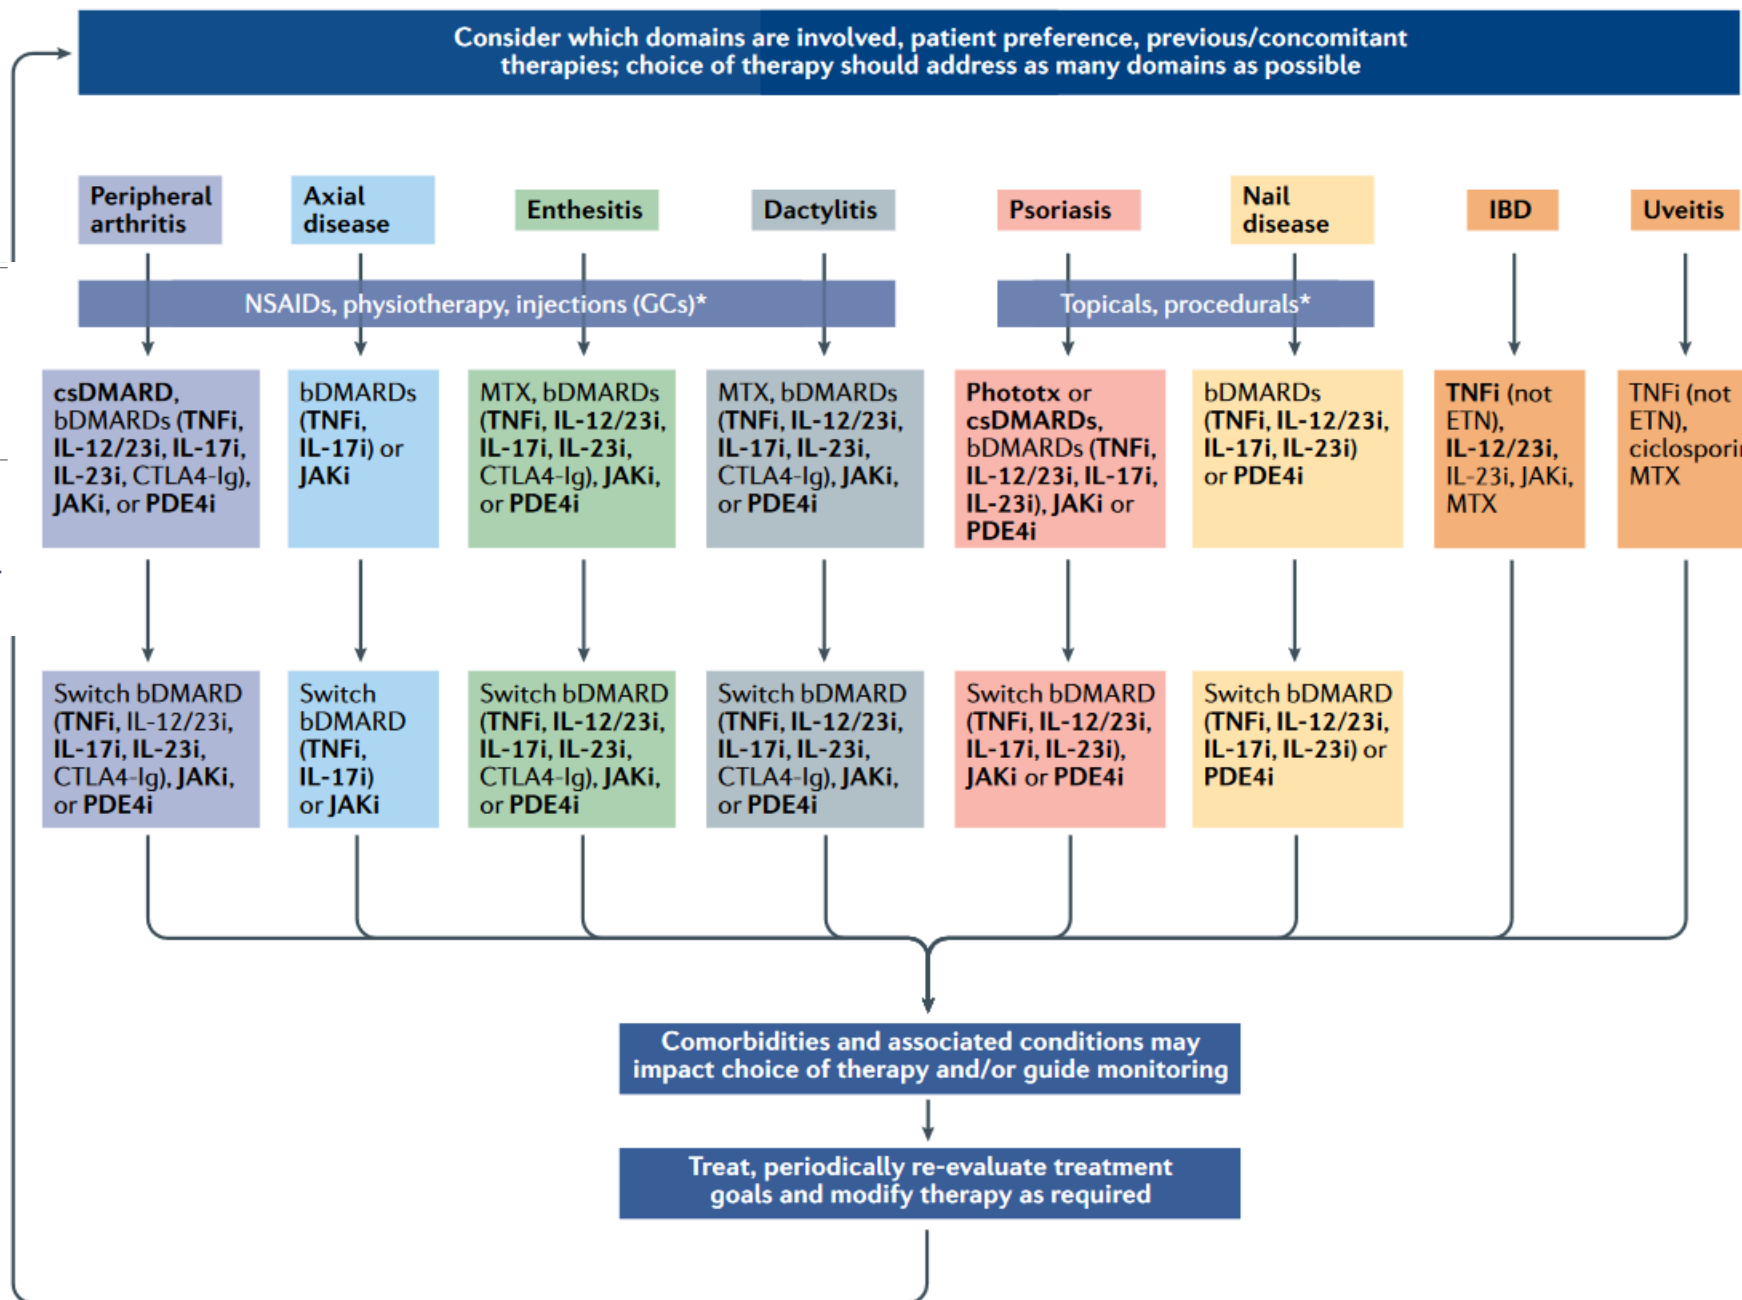 Consider which domains are involved, patient preference, previous/concomitant
therapies; choice of therapy should address as many domains as possible
Peripheral
arthritis
Axial
disease
Enthesitis
Dactylitis
Psoriasis
Nail
disease
IBD
Uveitis
NSAIDs, physiotherapy, injections (GCs)*
Topicals, procedurals*
csDMARD,
bDMARDs (TNFi,
IL-12/23i, IL-17i,
IL-23i, CTLA4-Ig),
JAKi, or PDE4i
bDMARDs
(TNFi,
IL-17i) or
JAKi
MTX, bDMARDs
(TNFi, IL-12/23i,
IL-17i, IL-23i,
CTLA4-Ig), JAKi,
or PDE4i
MTX, bDMARDs
(TNFi, IL-12/23i,
IL-17i, IL-23i,
CTLA4-Ig), JAKi,
or PDE4i
Phototx or
csDMARDs,
bDMARDs (TNFi,
IL-12/23i, IL-17i,
IL-23i), JAKi or
PDE4i
bDMARDs
(TNFi, IL-12/23i,
IL-17i, IL-23i)
or PDE4i
TNFi (not
ETN),
IL-12/23i,
IL-23i, JAKi,
MTX
TNFi (not
ETN),
MTX
Switch bDMARD
(TNFi, IL-12/23i,
IL-17i, IL-23i,
CTLA4-Ig), JAKi,
or PDE4i
Switch
bDMARD
(TNFi,
IL-17i)
or JAKi
Switch bDMARD
(TNFi, IL-12/23i,
IL-17i, IL-23i,
CTLA4-Ig), JAKi,
or PDE4i
Switch bDMARD
(TNFi, IL-12/23i,
IL-17i, IL-23i,
CTLA4-Ig), JAKi,
or PDE4i
Switch bDMARD
(TNFi, IL-12/23i,
IL-17i, IL-23i),
JAKi or PDE4i
Switch bDMARD
(TNFi, IL-12/23i,
IL-17i, IL-23i) or
PDE4i
Comorbidities and associated conditions may
impact choice of therapy and/or guide monitoring
Treat, periodically re-evaluate treatment
goals and modify therapy as required